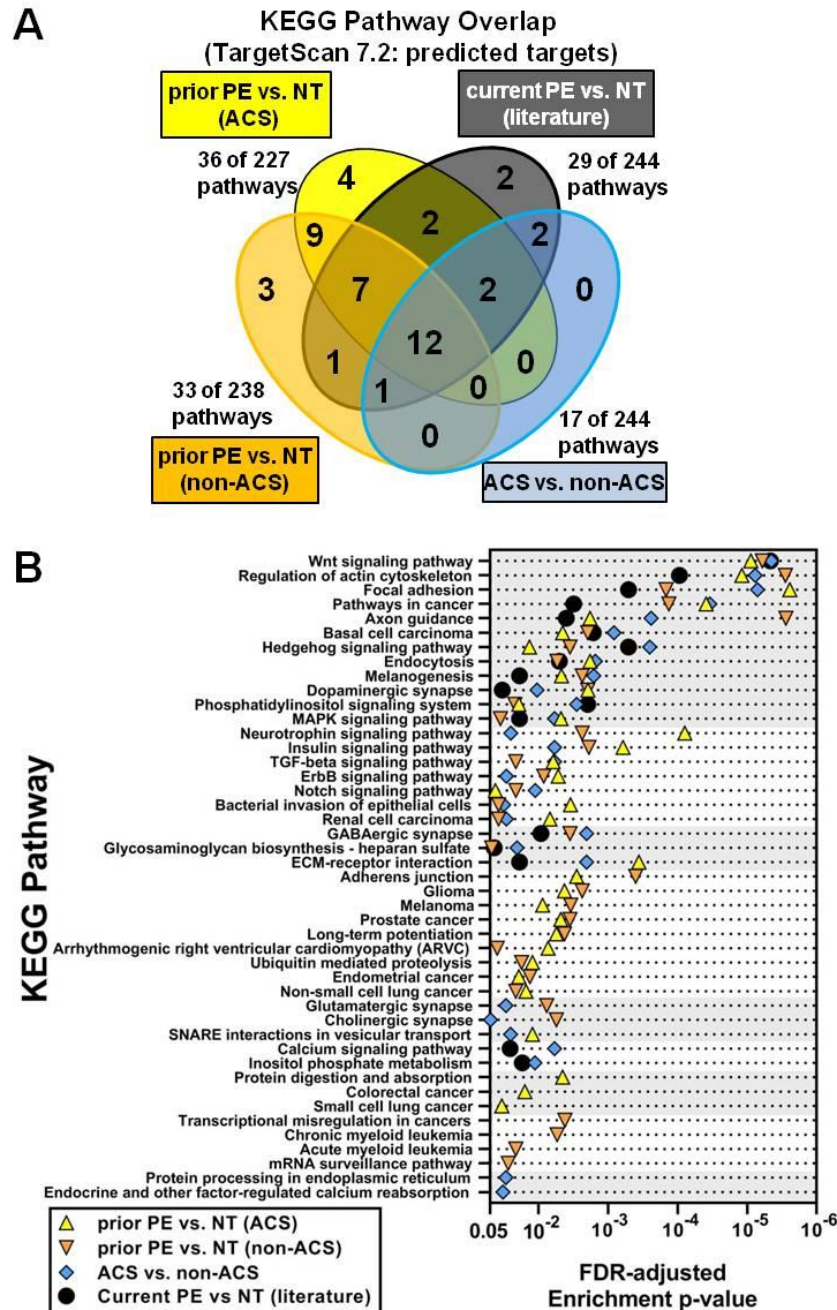 A
KEGG Pathway Overlap
(TargetScan 7.2: predicted targets)
prior PE vs. NT
(ACS)
current PE vs. NT
(literature)
36 of 227
pathways
29 of 244
pathways
4
2
2
9
2
3
7
2
0
12
1
0
1
0
0
33 of 238
pathways
17 of 244
pathways
prior PE vs. NT
(non-ACS)
ACS vs. non-ACS
B
KEGG Pathway
Wnt signaling pathway
Regulation of actin cytoskeleton
Focal adhesion
Pathways in cancer
Axon guidance
Basal cell carcinoma
Hedgehog signaling pathway
Endocytosis
Melanogenesis
Dopaminergic synapse
Phosphatidylinositol signaling system
MAPK signaling pathway
Neurotrophin signaling pathway
Insulin signaling pathway
TGF-beta signaling pathway
ErbB signaling pathway
Notch signaling pathway
Bacterial invasion of epithelial cells
Renal cell carcinoma
GABAergic synapse
Glycosaminoglycan biosynthesis - heparan sulfate
ECM-receptor interaction
Adherens junction
Glioma
Melanoma
Prostate cancer
Long-term potentiation
Arrhythmogenic right ventricular cardiomyopathy (ARVC)
Ubiquitin mediated proteolysis
Endometrial cancer
Non-small cell lung cancer
Glutamatergic synapse
Cholinergic synapse
SNARE interactions in vesicular transport
Calcium signaling pathway
Inositol phosphate metabolism
Protein digestion and absorption
Colorectal cancer
Small cell lung cancer
Transcriptional misregulation in cancers
Chronic myeloid leukemia
Acute myeloid leukemia
mRNA surveillance pathway
Protein processing in endoplasmic reticulum
Endocrine and other factor-regulated calcium reabsorption
0.05 10-2 10-3 10-4 10-5 10-6
FDR-adjusted
Enrichment p-value
prior PE vs. NT (ACS)
prior PE vs. NT (non-ACS)
ACS vs. non-ACS
Current PE vs NT (literature)